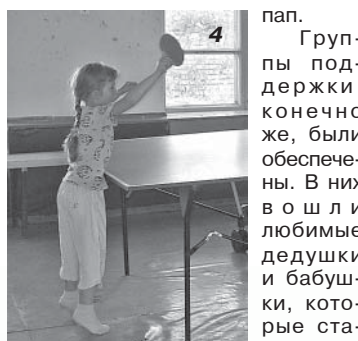 4
пап.
Груп-
пы под-
держки
конечно
же, были
обеспече-
ны. В них
вошли
любимые
дедушки
и бабуш-
ки, кото-
рые ста-